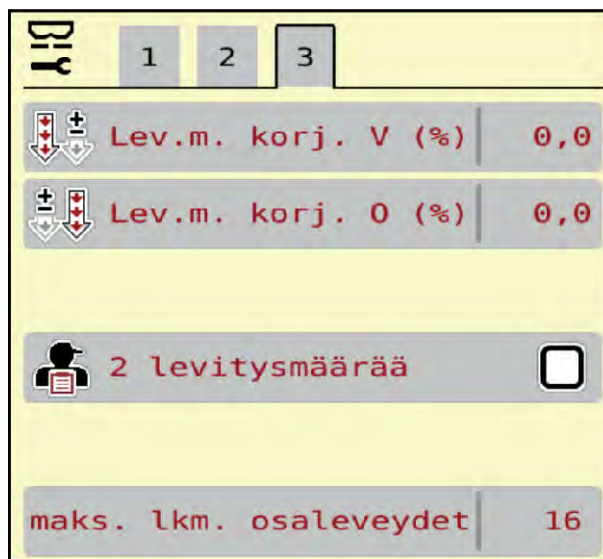 1 2 3
Lev.m. korj. V (%) 0,0
Lev.m. korj. O (%) 0,0
2 levitysmäärää
maks. lkm. osaleveydet 16